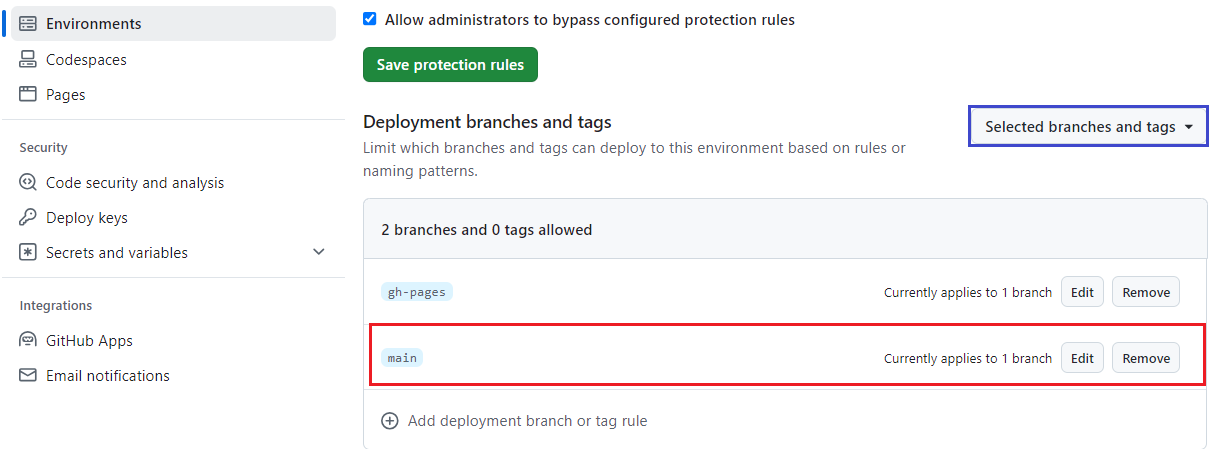 Environments
Codespaces
Pages
Security
Code security and analysis
Deploy keys
Secrets and variables
Integrations
GitHub Apps
Email notifications
Allow administrators to bypass configured protection rules
Save protection rules
Deployment branches and tags
Limit which branches and tags can deploy to this environment based on rules or
naming patterns.
Selected branches and tags
2 branches and 0 tags allowed
gh-pages Currently applies to 1 branch Edit Remove
main Currently applies to 1 branch Edit Remove
Add deployment branch or tag rule